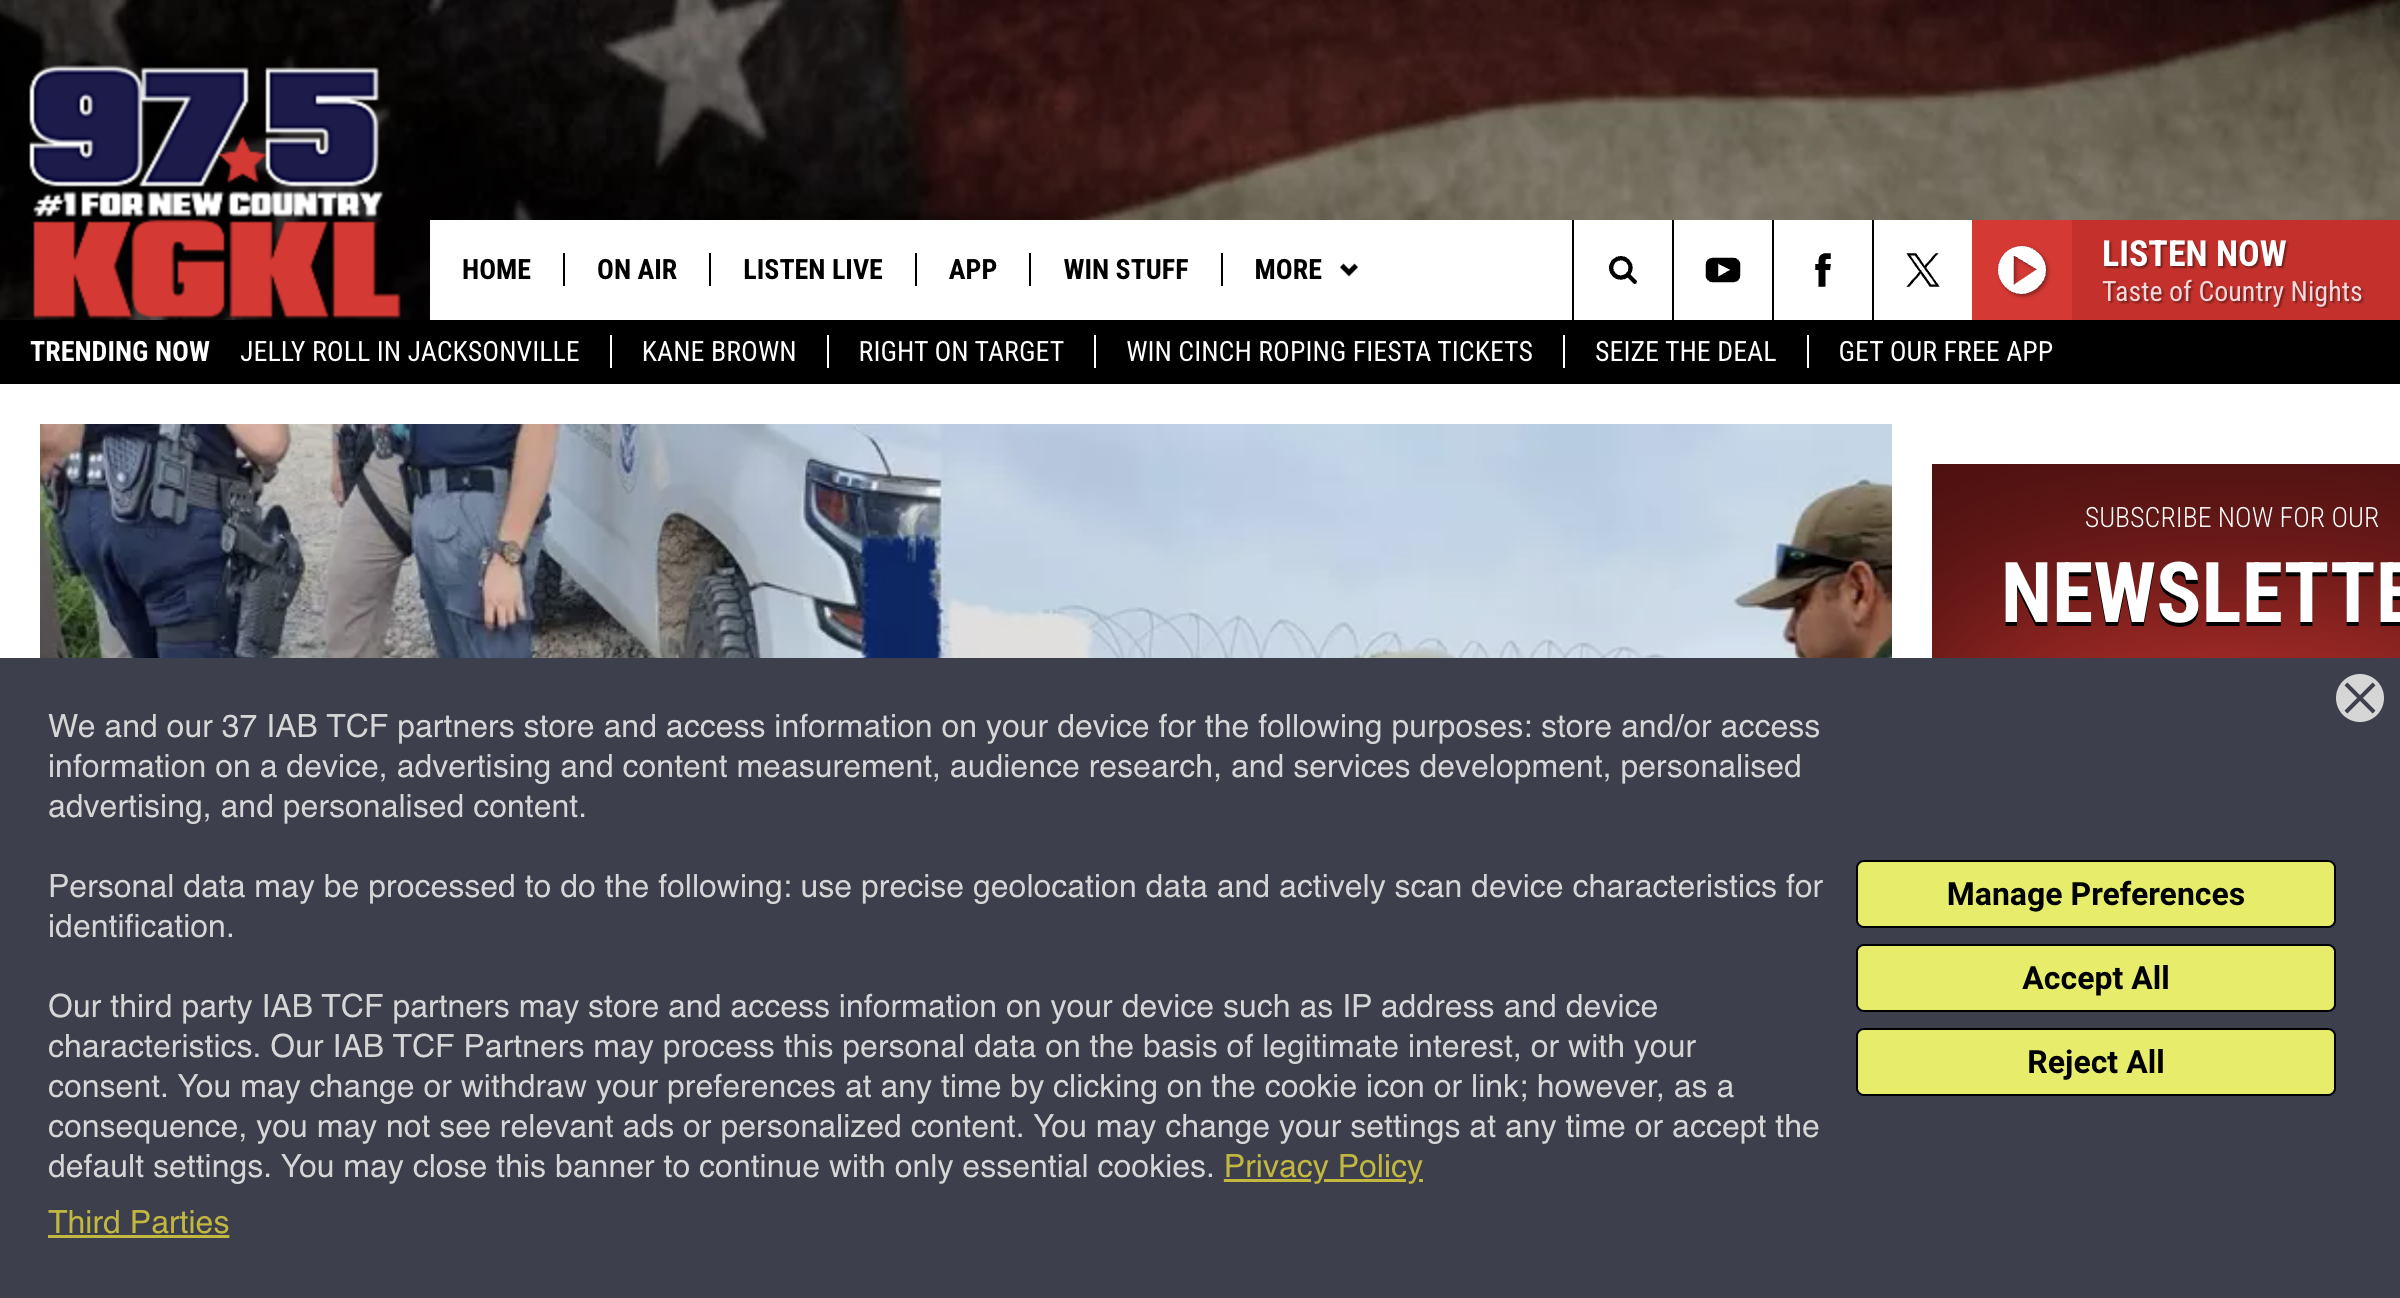 97.5
#1 FOR NEW COUNTRY
KGKL
HOME
ON AIR
LISTEN LIVE
APP
WIN STUFF
MORE
LISTEN NOW
Taste of Country Nights
TRENDING NOW
JELLY ROLL IN JACKSONVILLE
KANE BROWN
RIGHT ON TARGET
WIN CINCH ROPING FIESTA TICKETS
SEIZE THE DEAL
GET OUR FREE APP
SUBSCRIBE NOW FOR OUR
NEWSLETTE
We and our 37 IAB TCF partners store and access information on your device for the following purposes: store and/or access
information on a device, advertising and content measurement, audience research, and services development, personalised
advertising, and personalised content.
Personal data may be processed to do the following: use precise geolocation data and actively scan device characteristics for
identification.
Our third party IAB TCF partners may store and access information on your device such as IP address and device
characteristics. Our IAB TCF Partners may process this personal data on the basis of legitimate interest, or with your
consent. You may change or withdraw your preferences at any time by clicking on the cookie icon or link; however, as a
consequence, you may not see relevant ads or personalized content. You may change your settings at any time or accept the
default settings. You may close this banner to continue with only essential cookies. Privacy Policy
Third Parties
Manage Preferences
Accept All
Reject All